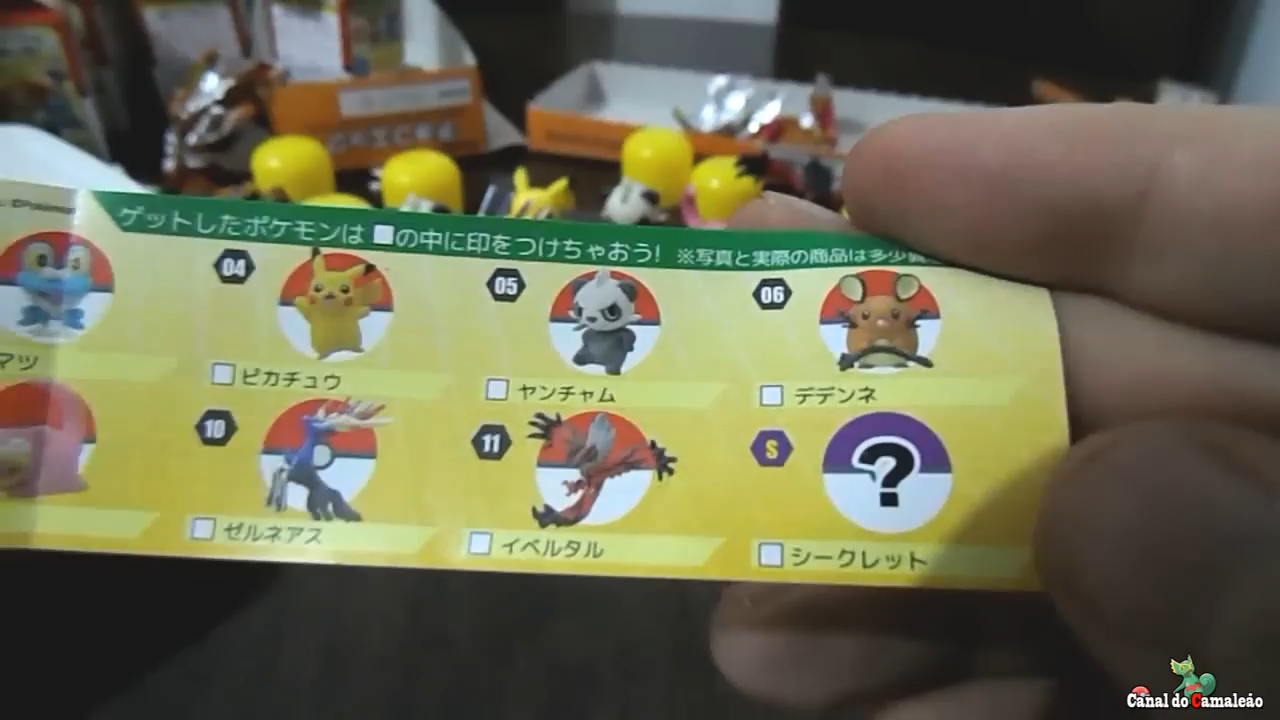 ゲットしたポケモンは■の中に印をつけちゃおう! ※写真と実際の商品は多少異
04
05
06
マツ
ピカチュウ
ヤンチャム
デデンネ
10
11
S
?
ゼルネアス
イベルタル
シークレット
Canal do Camaleão